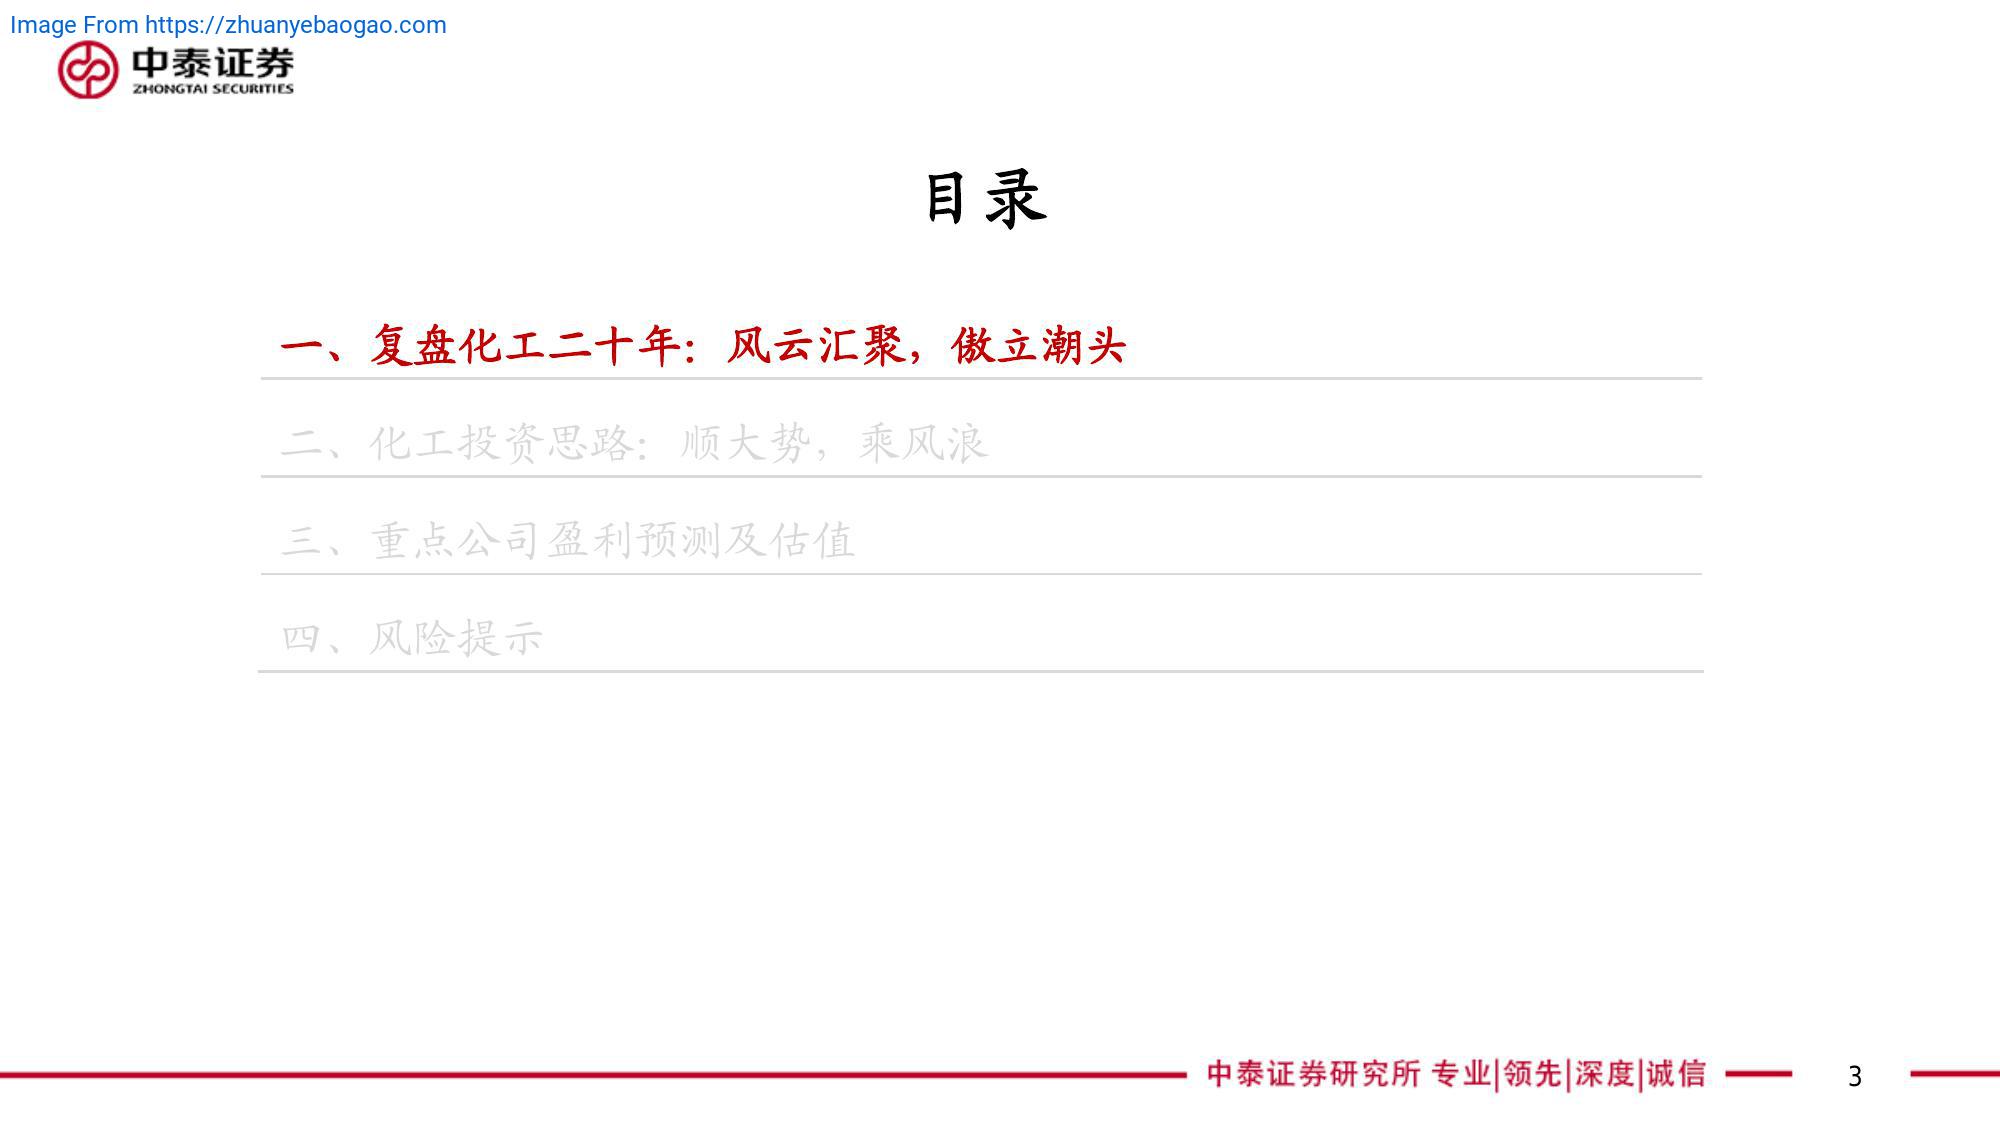 Image From https://zhuanyebaogao.com
中泰证券
ZHONGTAI SECURITIES
目录
一、复盘化工二十年：风云汇聚，傲立潮头
二、化工投资思路：顺大势，乘风浪
三、重点公司盈利预测及估值
四、风险提示
中泰证券研究所 专业|领先|深度|诚信
3